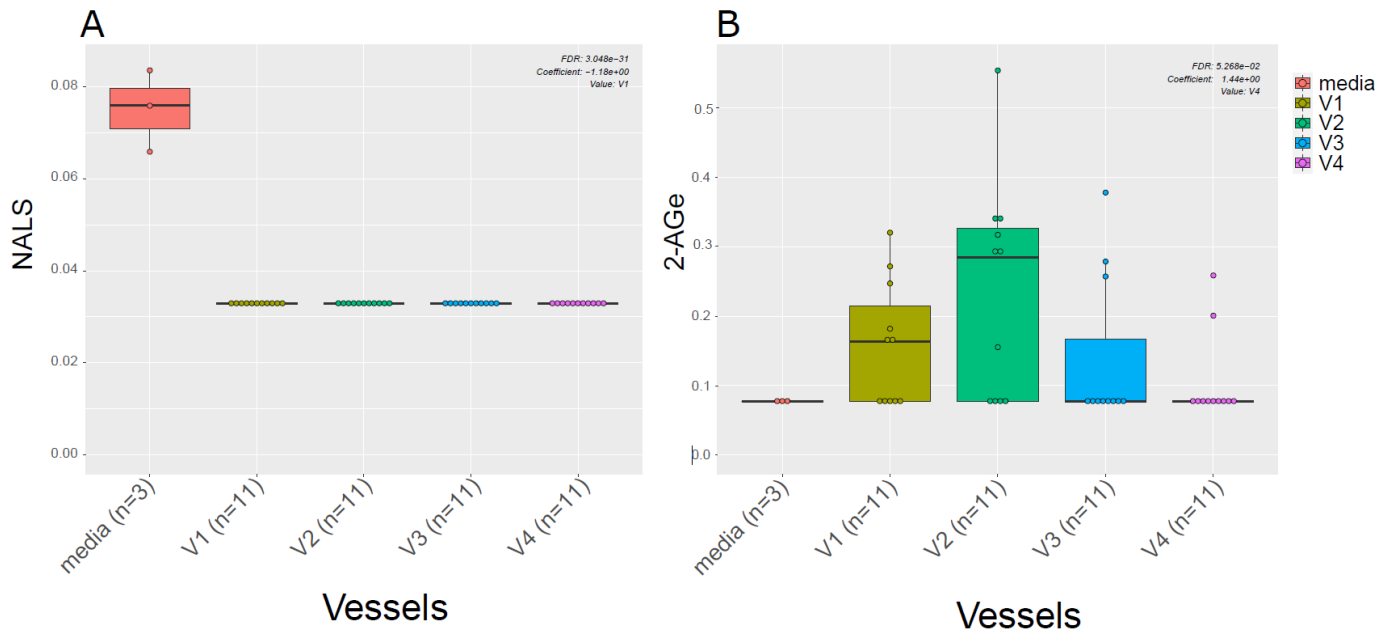 A
FDR: 3.048e−31
Coefficient: −1.18e+00
Value: V1
NALS
0.08
0.06
0.04
0.02
0.00
media (n=3)
V1 (n=11)
V2 (n=11)
V3 (n=11)
V4 (n=11)
Vessels
B
FDR: 5.268e−02
Coefficient: 1.44e+00
Value: V4
2-AGe
0.5
0.4
0.3
0.2
0.1
0.0
media (n=3)
V1 (n=11)
V2 (n=11)
V3 (n=11)
V4 (n=11)
Vessels
media
V1
V2
V3
V4